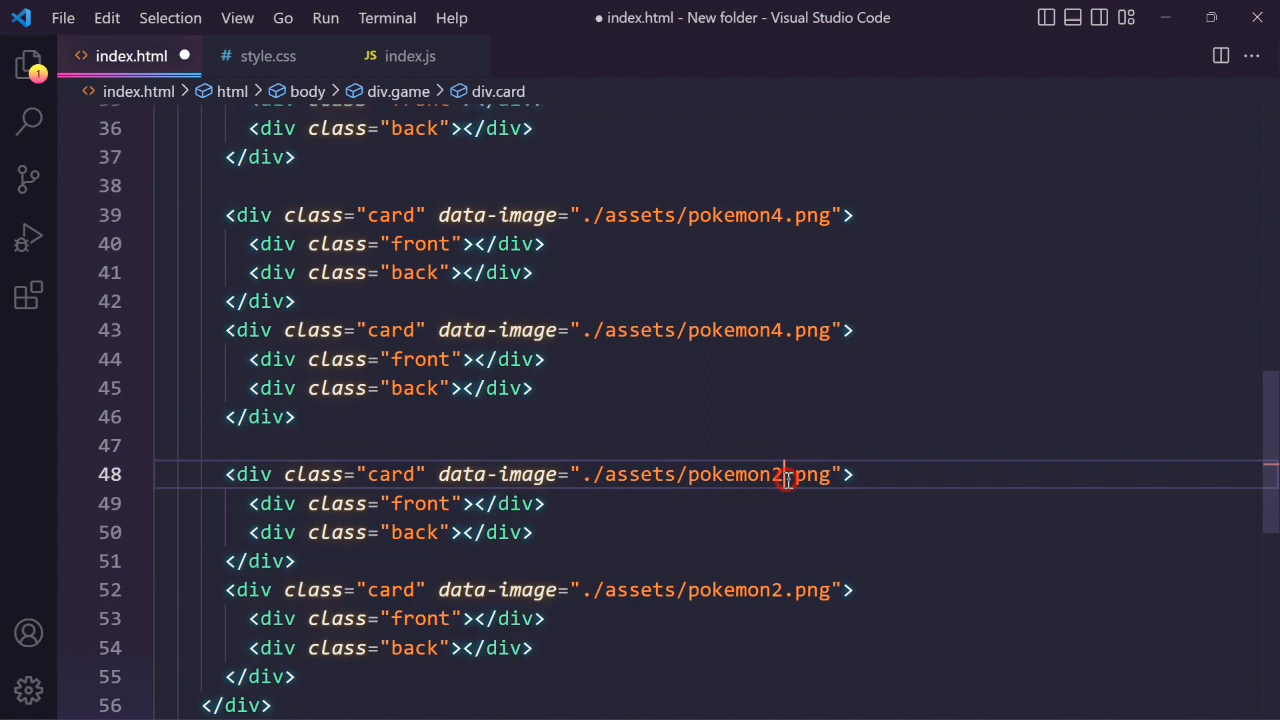 File Edit Selection View Go Run Terminal Help
● index.html - New folder - Visual Studio Code
1
<> index.html ●
# style.css
JS index.js
<> index.html > html > body > div.game > div.card
36 <div class="back"></div>
37 </div>
38
39 <div class="card" data-image="./assets/pokemon4.png">
40 <div class="front"></div>
41 <div class="back"></div>
42 </div>
43 <div class="card" data-image="./assets/pokemon4.png">
44 <div class="front"></div>
45 <div class="back"></div>
46 </div>
47
48 <div class="card" data-image="./assets/pokemon2.png">
49 <div class="front"></div>
50 <div class="back"></div>
51 </div>
52 <div class="card" data-image="./assets/pokemon2.png">
53 <div class="front"></div>
54 <div class="back"></div>
55 </div>
56 </div>